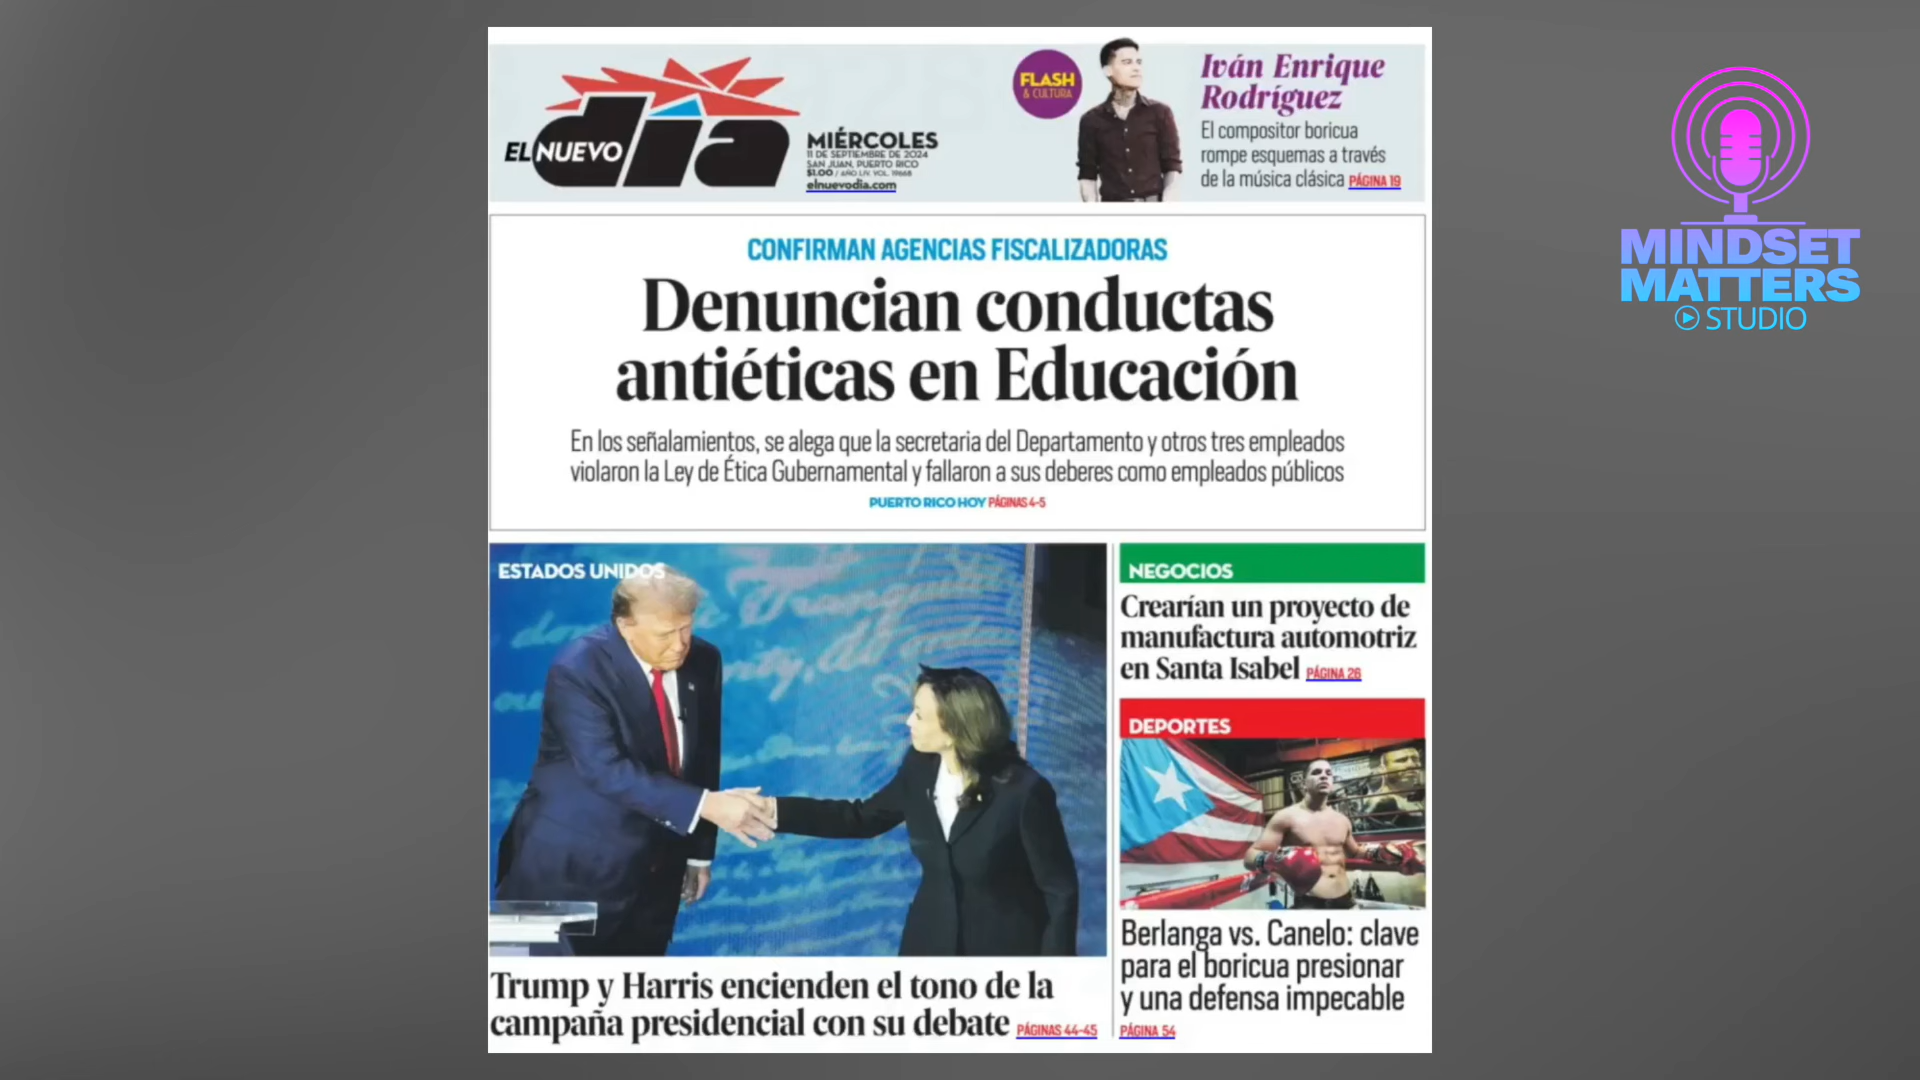 EL NUEVO día
MIÉRCOLES
11 DE SEPTIEMBRE DE 2024
SAN JUAN, PUERTO RICO
$1.00 / AÑO LIV. VOL. 19668
elnuevodia.com
FLASH
& CULTURA
Iván Enrique
Rodríguez
El compositor boricua
rompe esquemas a través
de la música clásica PÁGINA 19
MINDSET
MATTERS
STUDIO
CONFIRMAN AGENCIAS FISCALIZADORAS
Denuncian conductas
antiéticas en Educación
En los señalamientos, se alega que la secretaria del Departamento y otros tres empleados
violaron la Ley de Ética Gubernamental y fallaron a sus deberes como empleados públicos
PUERTO RICO HOY PÁGINAS 4-5
ESTADOS UNIDOS
Trump y Harris encienden el tono de la
campaña presidencial con su debate PÁGINAS 44-45
NEGOCIOS
Crearían un proyecto de
manufactura automotriz
en Santa Isabel PÁGINA 26
DEPORTES
Berlanga vs. Canelo: clave
para el boricua presionar
y una defensa impecable
PÁGINA 54